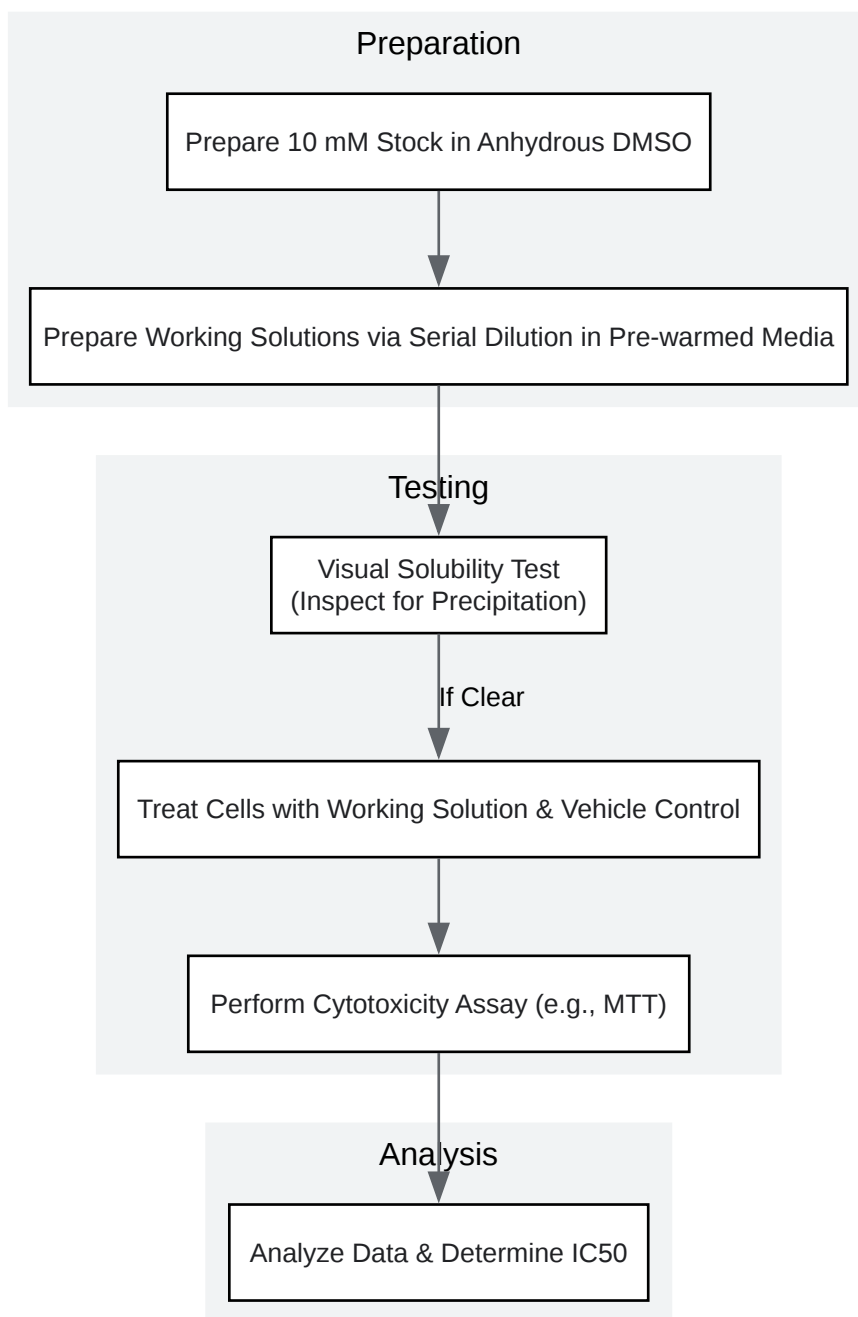 Preparation
Prepare 10 mM Stock in Anhydrous DMSO
Prepare Working Solutions via Serial Dilution in Pre-warmed Media
Testing
Visual Solubility Test
(Inspect for Precipitation)
If Clear
Treat Cells with Working Solution & Vehicle Control
Perform Cytotoxicity Assay (e.g., MTT)
Analysis
Analyze Data & Determine IC50